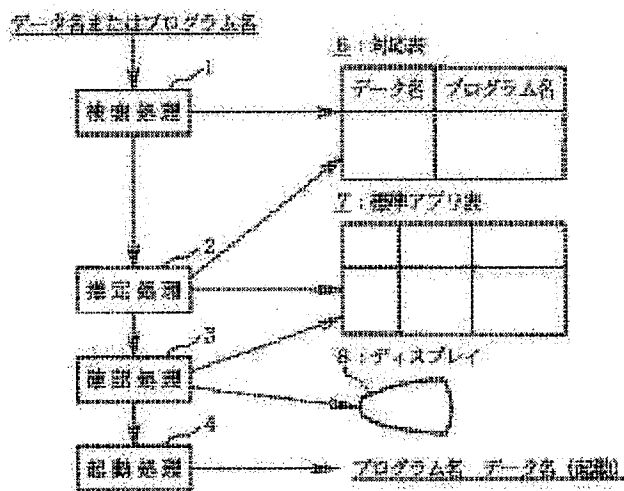 データ名またはプログラム名
1
検索処理
6:対応表
データ名 プログラム名
7:標準アプリ表
2
推定処理
3
確認処理
8:ディスプレイ
4
起動処理
プログラム名 データ名(起動)